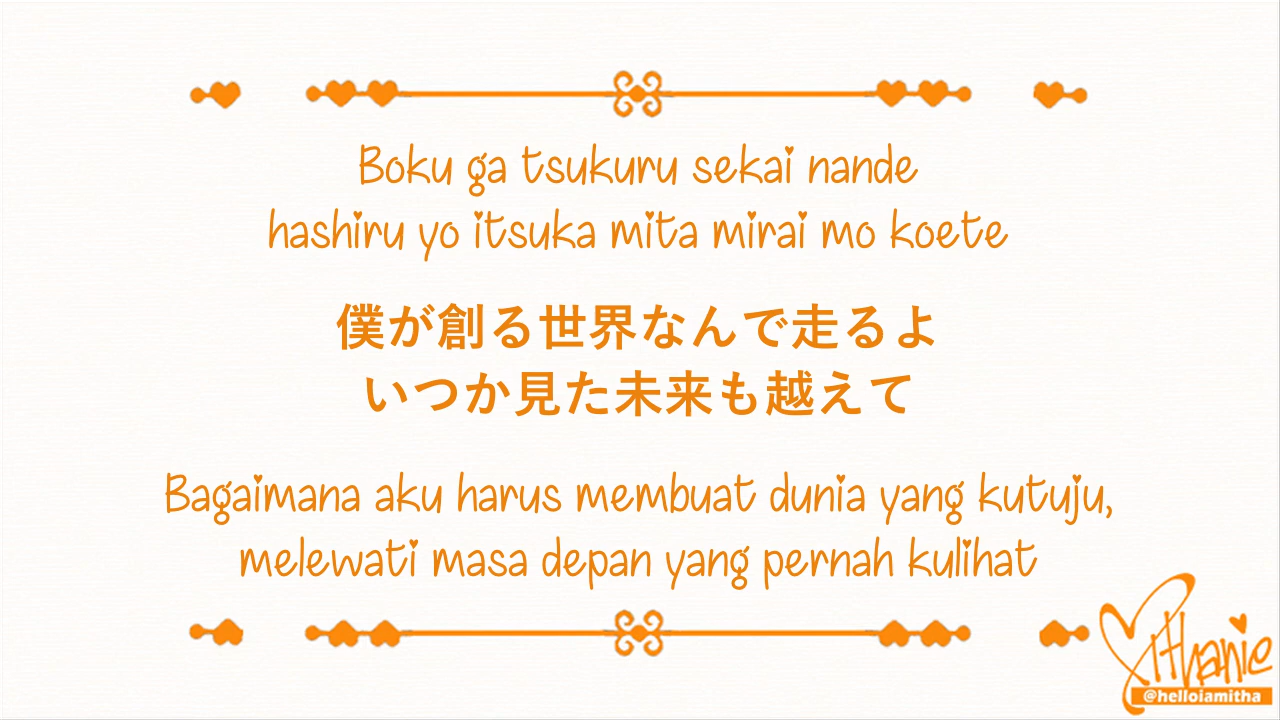 Boku ga tsukuru sekai nande
hashiru yo itsuka mita mirai mo koete
僕が創る世界なんで走るよ
いつか見た未来も越えて
Bagaimana aku harus membuat dunia yang kutuju,
melewati masa depan yang pernah kulihat
Mithanie
@helloiamitha